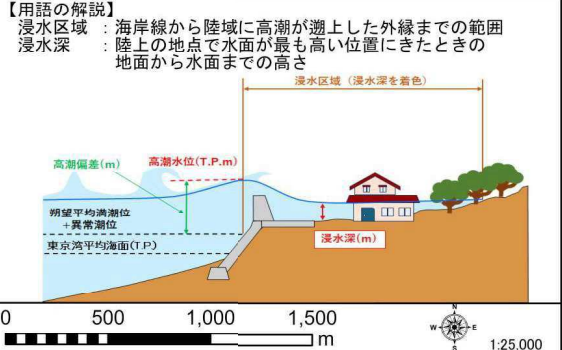 【用語の解説】
浸水区域 ：海岸線から陸域に高潮が遡上した外縁までの範囲
浸水深 ：陸上の地点で水面が最も高い位置にきたときの
地面から水面までの高さ
浸水区域（浸水深を着色）
高潮偏差(m)
高潮水位(T.P.m)
朔望平均満潮位
+異常潮位
東京湾平均海面(T.P)
浸水深(m)
0 500 1,000 1,500
m
N
W E
S
1:25,000